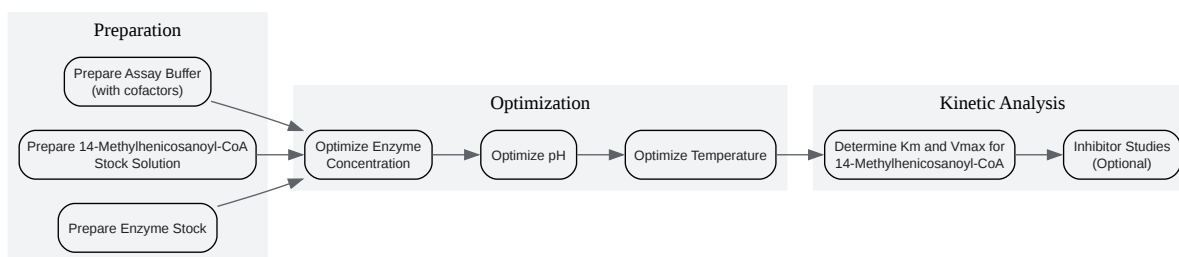 Preparation
Prepare Assay Buffer
(with cofactors)
Prepare 14-Methylhenicosanoyl-CoA
Stock Solution
Prepare Enzyme Stock
Optimization
Optimize Enzyme
Concentration
Optimize pH
Optimize Temperature
Kinetic Analysis
Determine Km and Vmax for
14-Methylhenicosanoyl-CoA
Inhibitor Studies
(Optional)